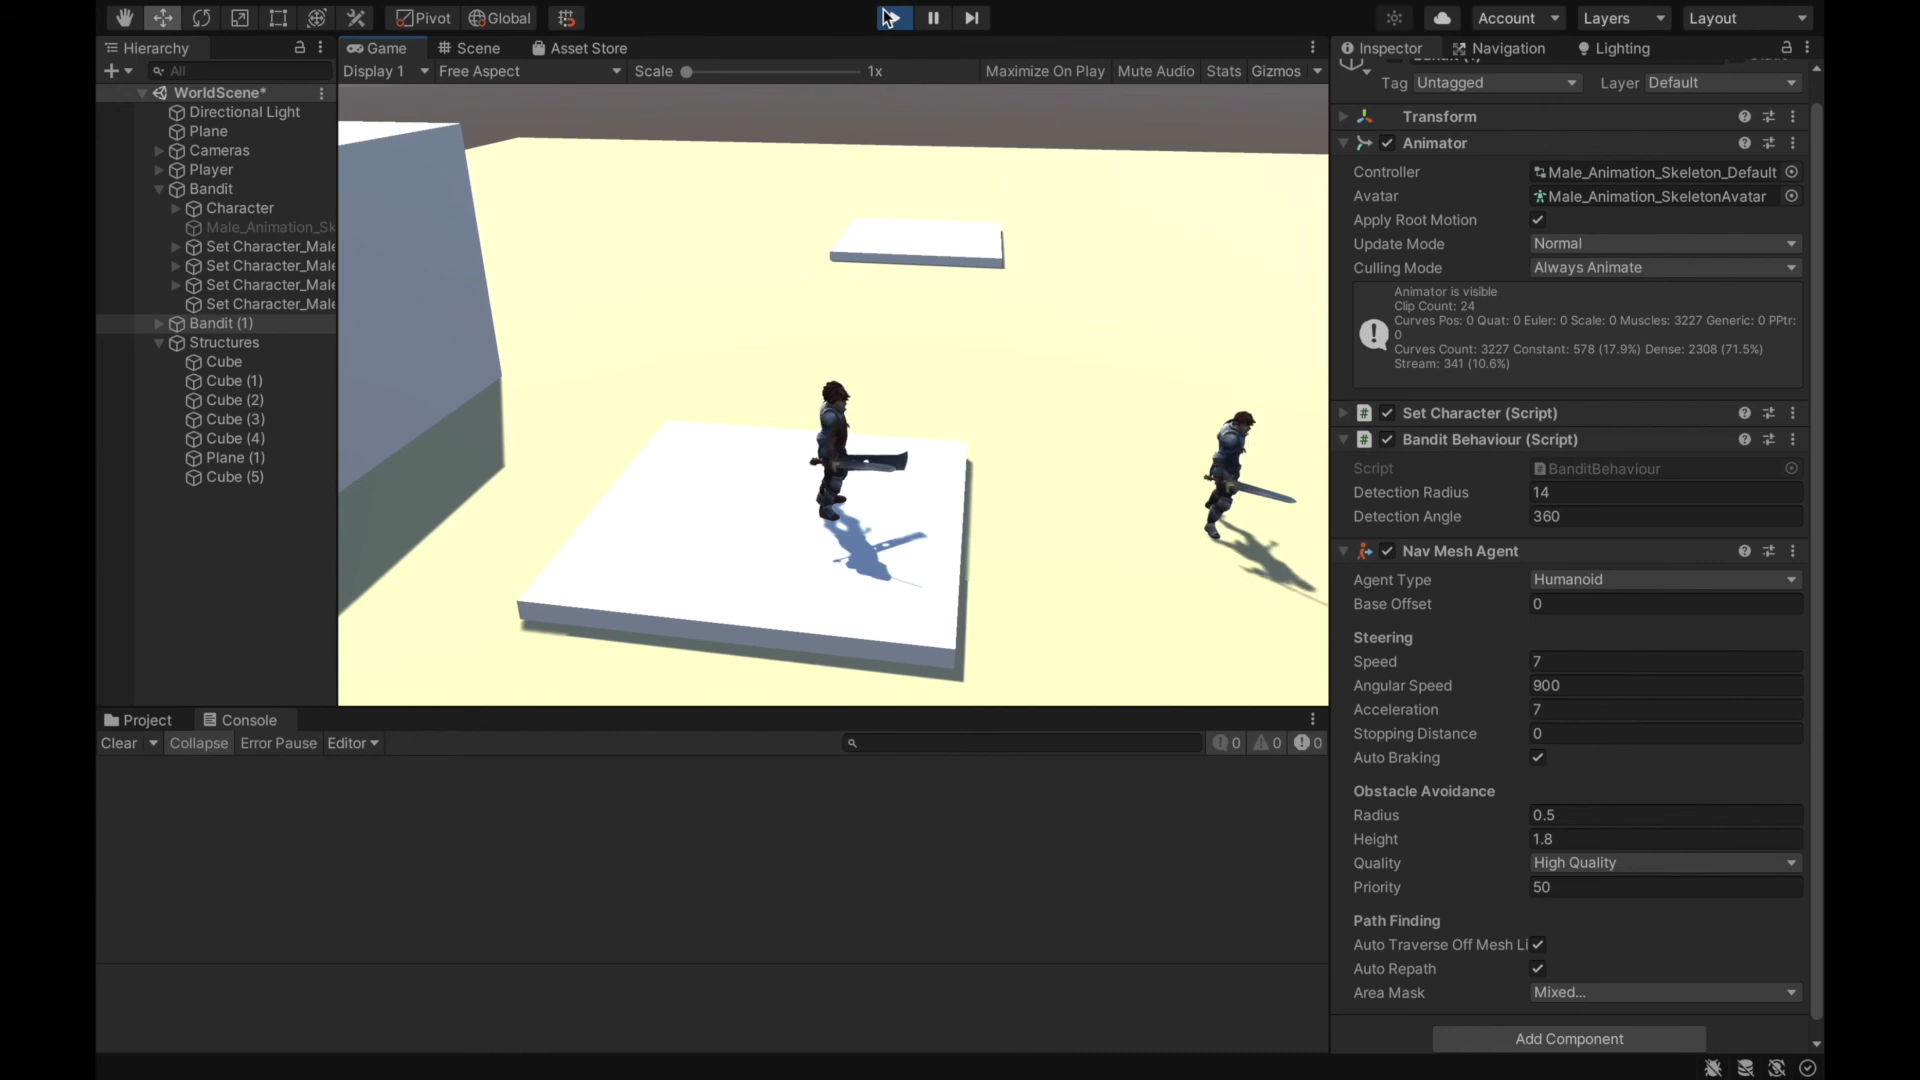 Pivot Global Account Layers Layout
Hierarchy
All
WorldScene*
Directional Light
Plane
Cameras
Player
Bandit
Character
Male_Animation_Sk
Set Character_Male
Set Character_Male
Set Character_Male
Set Character_Male
Bandit (1)
Structures
Cube
Cube (1)
Cube (2)
Cube (3)
Cube (4)
Plane (1)
Cube (5)
Game Scene Asset Store
Display 1 Free Aspect Scale 1x Maximize On Play Mute Audio Stats Gizmos
Project Console
Clear Collapse Error Pause Editor 0 0 0
Inspector Navigation Lighting
Tag Untagged Layer Default
Transform
Animator
Controller Male_Animation_Skeleton_Default
Avatar Male_Animation_SkeletonAvatar
Apply Root Motion
Update Mode Normal
Culling Mode Always Animate
Animator is visible
Clip Count: 24
Curves Pos: 0 Quat: 0 Euler: 0 Scale: 0 Muscles: 3227 Generic: 0 PPtr:
0
Curves Count: 3227 Constant: 578 (17.9%) Dense: 2308 (71.5%)
Stream: 341 (10.6%)
Set Character (Script)
Bandit Behaviour (Script)
Script BanditBehaviour
Detection Radius 14
Detection Angle 360
Nav Mesh Agent
Agent Type Humanoid
Base Offset 0
Steering
Speed 7
Angular Speed 900
Acceleration 7
Stopping Distance 0
Auto Braking
Obstacle Avoidance
Radius 0.5
Height 1.8
Quality High Quality
Priority 50
Path Finding
Auto Traverse Off Mesh Li
Auto Repath
Area Mask Mixed...
Add Component